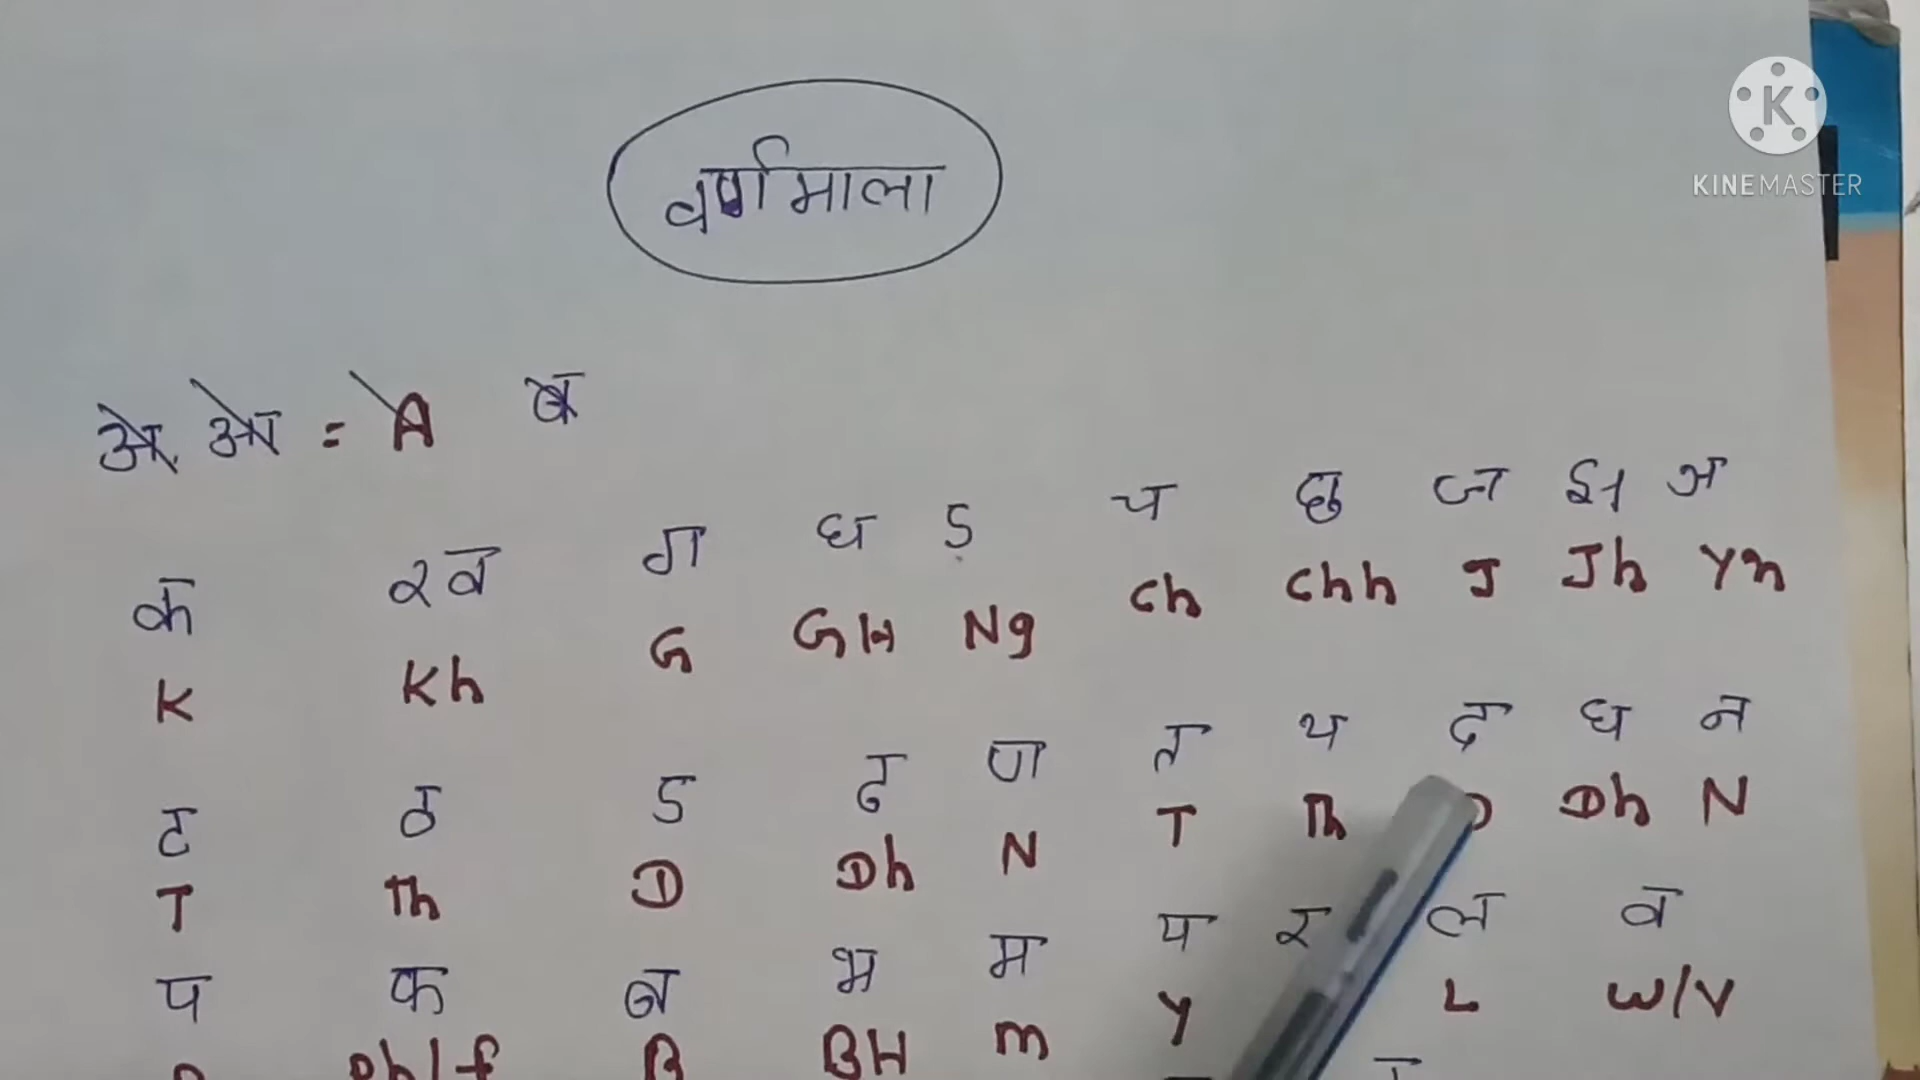 वर्णमाला
KINEMASTER
= A
क ख ग घ ड़ च छ ज झ ञ
K Kh G GH Ng Ch Chh J Jh Yn
ट ठ ड ढ ण त थ द ध न
T Th D Dh N T Th D Dh N
प फ ब भ म य र ल व
P Ph/f B BH m Y L W/V